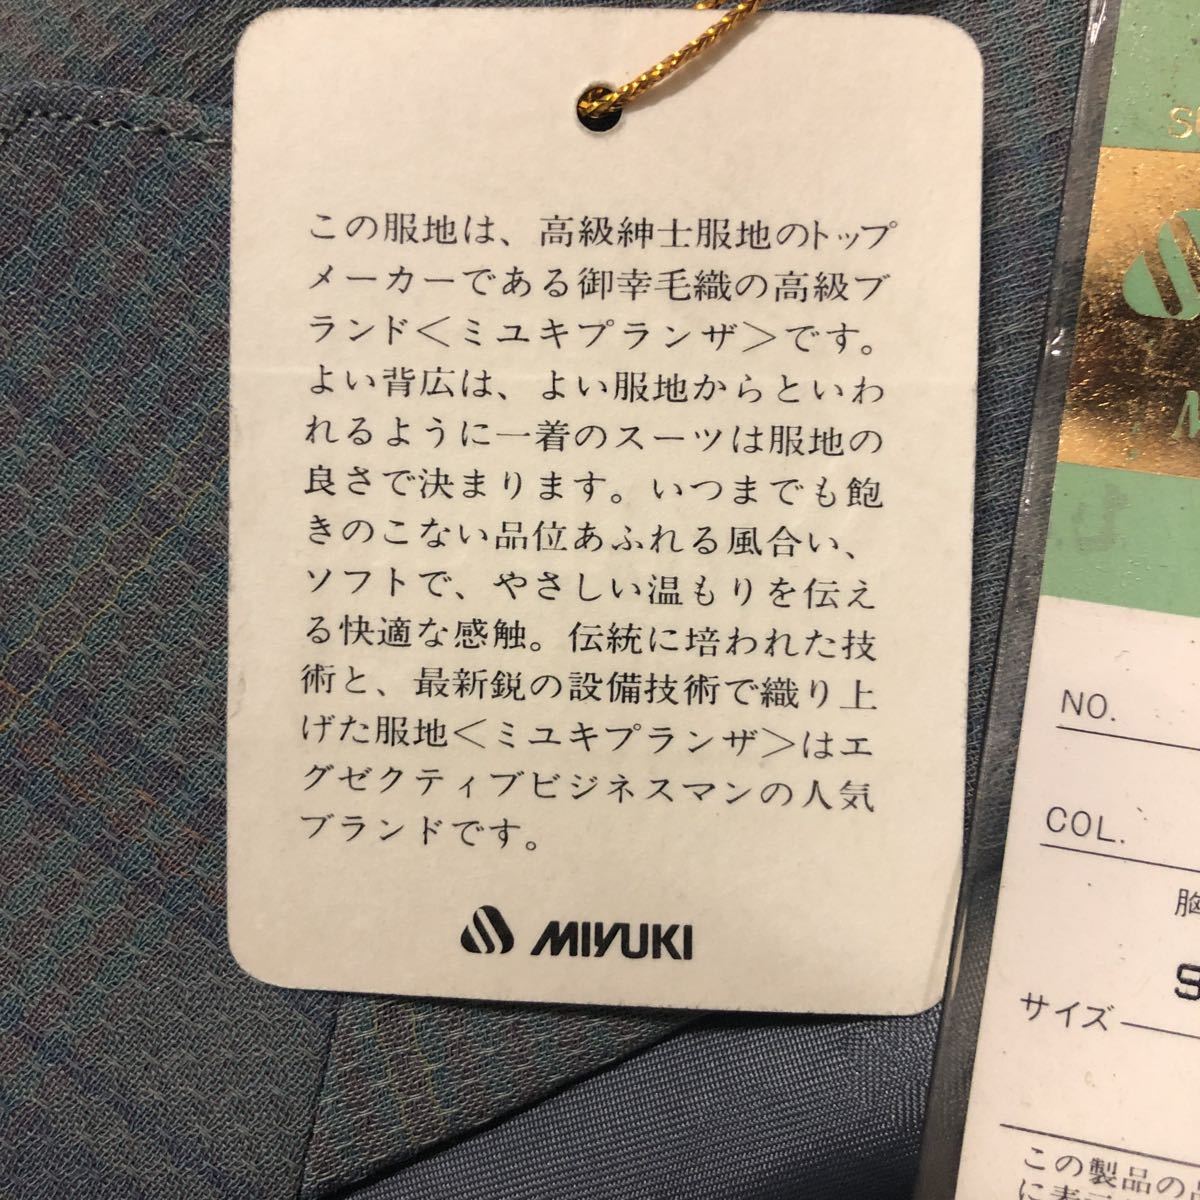 この服地は、高級紳士服地のトップ
メーカーである御幸毛織の高級ブ
ランド＜ミユキプランザ＞です。
よい背広は、よい服地からといわ
れるように一着のスーツは服地の
良さで決まります。いつまでも飽
きのこない品位あふれる風合い、
ソフトで、やさしい温もりを伝え
る快適な感触。伝統に培われた技
術と、最新鋭の設備技術で織り上
げた服地＜ミユキプランザ＞はエ
グゼクティブビジネスマンの人気
ブランドです。
MIYUKI
NO.
COL.
胸
サイズ
この製品の